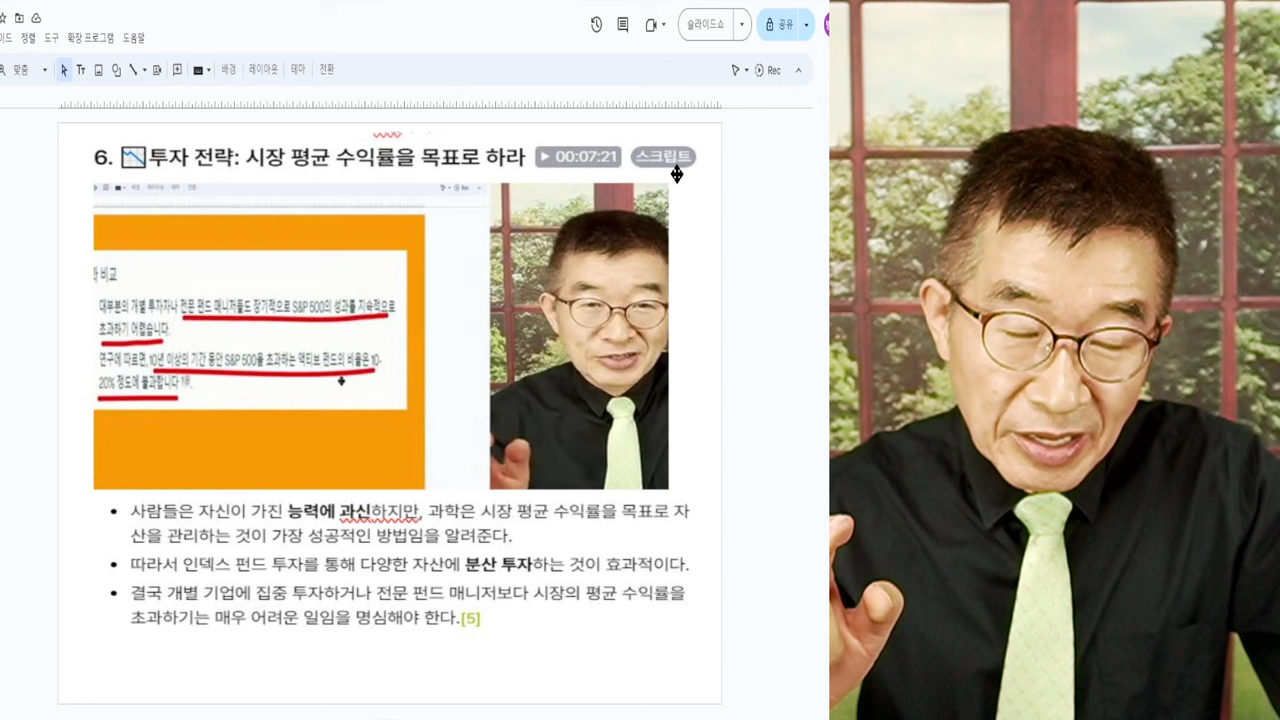 정렬 도구 확장 프로그램 도움말
슬라이드쇼
공유
맞춤
배경 레이아웃 테마 전환
Rec
6. 투자 전략: 시장 평균 수익률을 목표로 하라 00:07:21 스크립트
비교
대부분의 개별 투자자나 전문 펀드 매니저들도 장기적으로 S&P 500의 성과를 지속적으로
초과하기 어렵습니다.
연구에 따르면, 10년 이상의 기간 동안 S&P 500을 초과하는 액티브 펀드의 비율은 10-
20% 정도에 불과합니다
• 사람들은 자신이 가진 능력에 과신하지만, 과학은 시장 평균 수익률을 목표로 자
산을 관리하는 것이 가장 성공적인 방법임을 알려준다.
• 따라서 인덱스 펀드 투자를 통해 다양한 자산에 분산 투자하는 것이 효과적이다.
• 결국 개별 기업에 집중 투자하거나 전문 펀드 매니저보다 시장의 평균 수익률을
초과하기는 매우 어려운 일임을 명심해야 한다.[5]